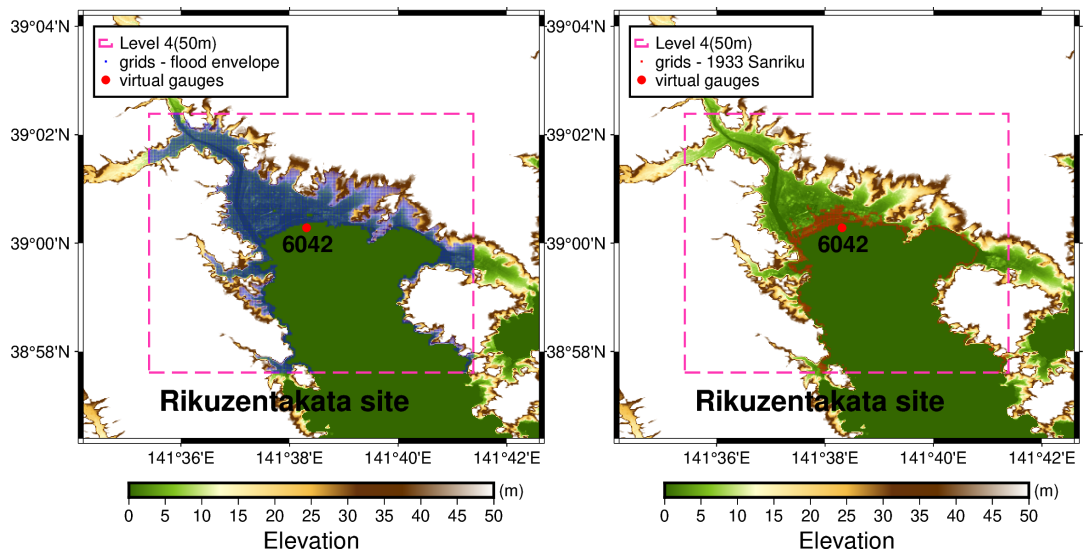 39°04'N
Level 4(50m)
grids - flood envelope
virtual gauges
39°02'N
39°00'N
6042
38°58'N
Rikuzentakata site
141°36'E 141°38'E 141°40'E 141°42'E
(m)
0 5 10 15 20 25 30 35 40 45 50
Elevation
39°04'N
Level 4(50m)
grids - 1933 Sanriku
virtual gauges
39°02'N
39°00'N
6042
38°58'N
Rikuzentakata site
141°36'E 141°38'E 141°40'E 141°42'E
(m)
0 5 10 15 20 25 30 35 40 45 50
Elevation